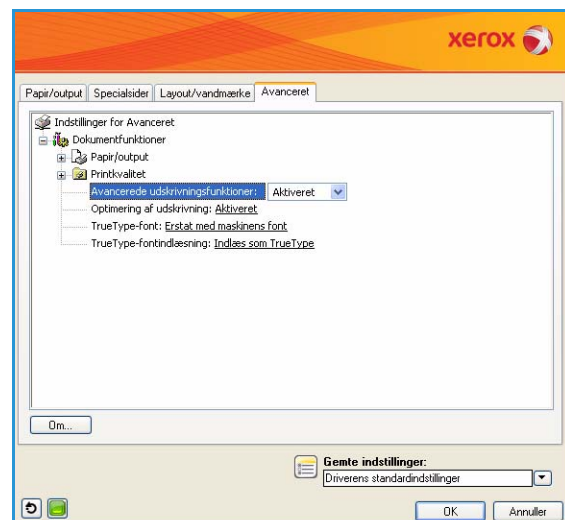 xerox
Papir/output Specialsider Layout/vandmærke Avanceret
Indstillinger for Avanceret
Dokumentfunktioner
Papir/output
Printkvalitet
Avancerede udskrivningsfunktioner: Aktiveret
Optimering af udskrivning: Aktiveret
TrueType-font: Erstat med maskinens font
TrueType-fontindlæsning: Indlæs som TrueType
Om...
Gemte indstillinger:
Driverens standardindstillinger
OK Annuller